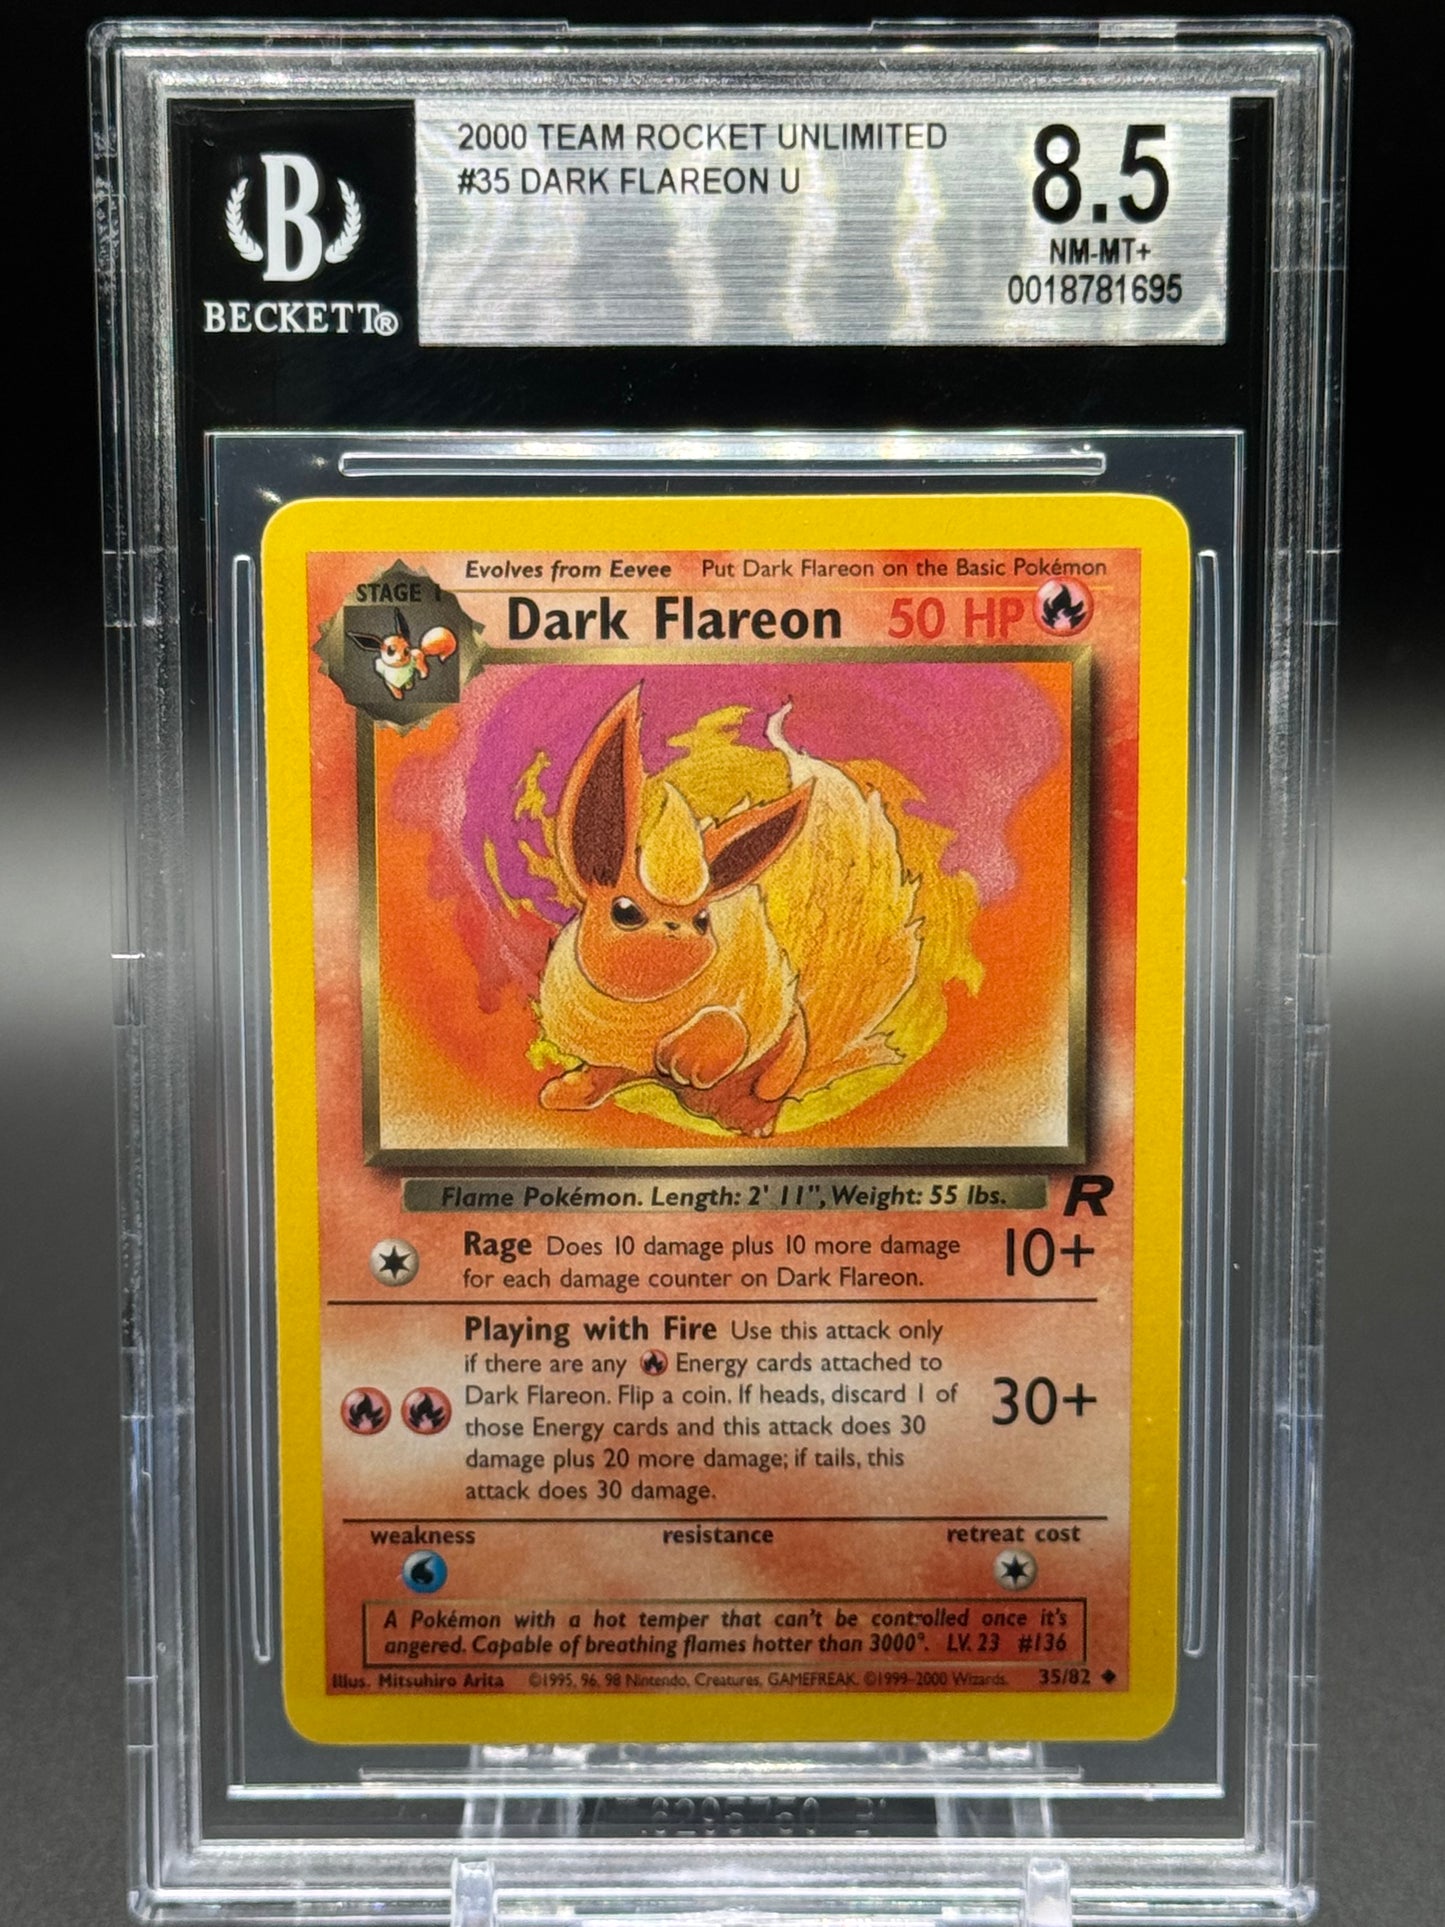 2000 TEAM ROCKET UNLIMITED
#35 DARK FLAREON U
8.5
NM-MT+
0018781695
B
BECKETT®
Evolves from Eevee Put Dark Flareon on the Basic Pokémon
STAGE 1
Dark Flareon 50 HP
Flame Pokémon. Length: 2' 11", Weight: 55 lbs.
R
Rage Does 10 damage plus 10 more damage
for each damage counter on Dark Flareon.
10+
Playing with Fire Use this attack only
if there are any Energy cards attached to
Dark Flareon. Flip a coin. If heads, discard 1 of
those Energy cards and this attack does 30
damage plus 20 more damage; if tails, this
attack does 30 damage.
30+
weakness resistance retreat cost
A Pokémon with a hot temper that can't be controlled once it's
angered. Capable of breathing flames hotter than 3000°. LV. 23 #136
Illus. Mitsuhiro Arita ©1995, 96, 98 Nintendo, Creatures, GAMEFREAK. ©1999-2000 Wizards. 35/82